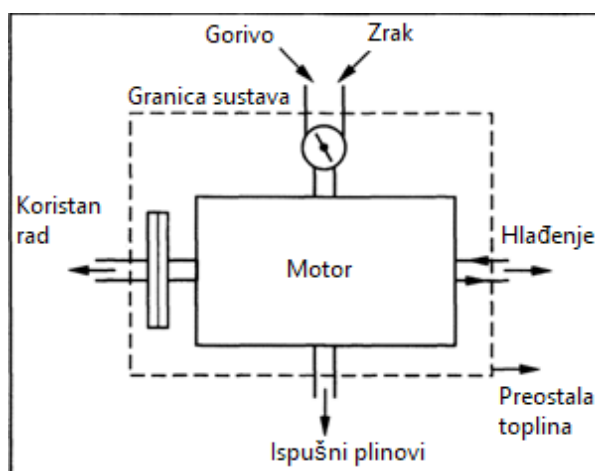 Gorivo
Zrak
Granica sustava
Koristan
rad
Motor
Hlađenje
Preostala
toplina
Ispušni plinovi